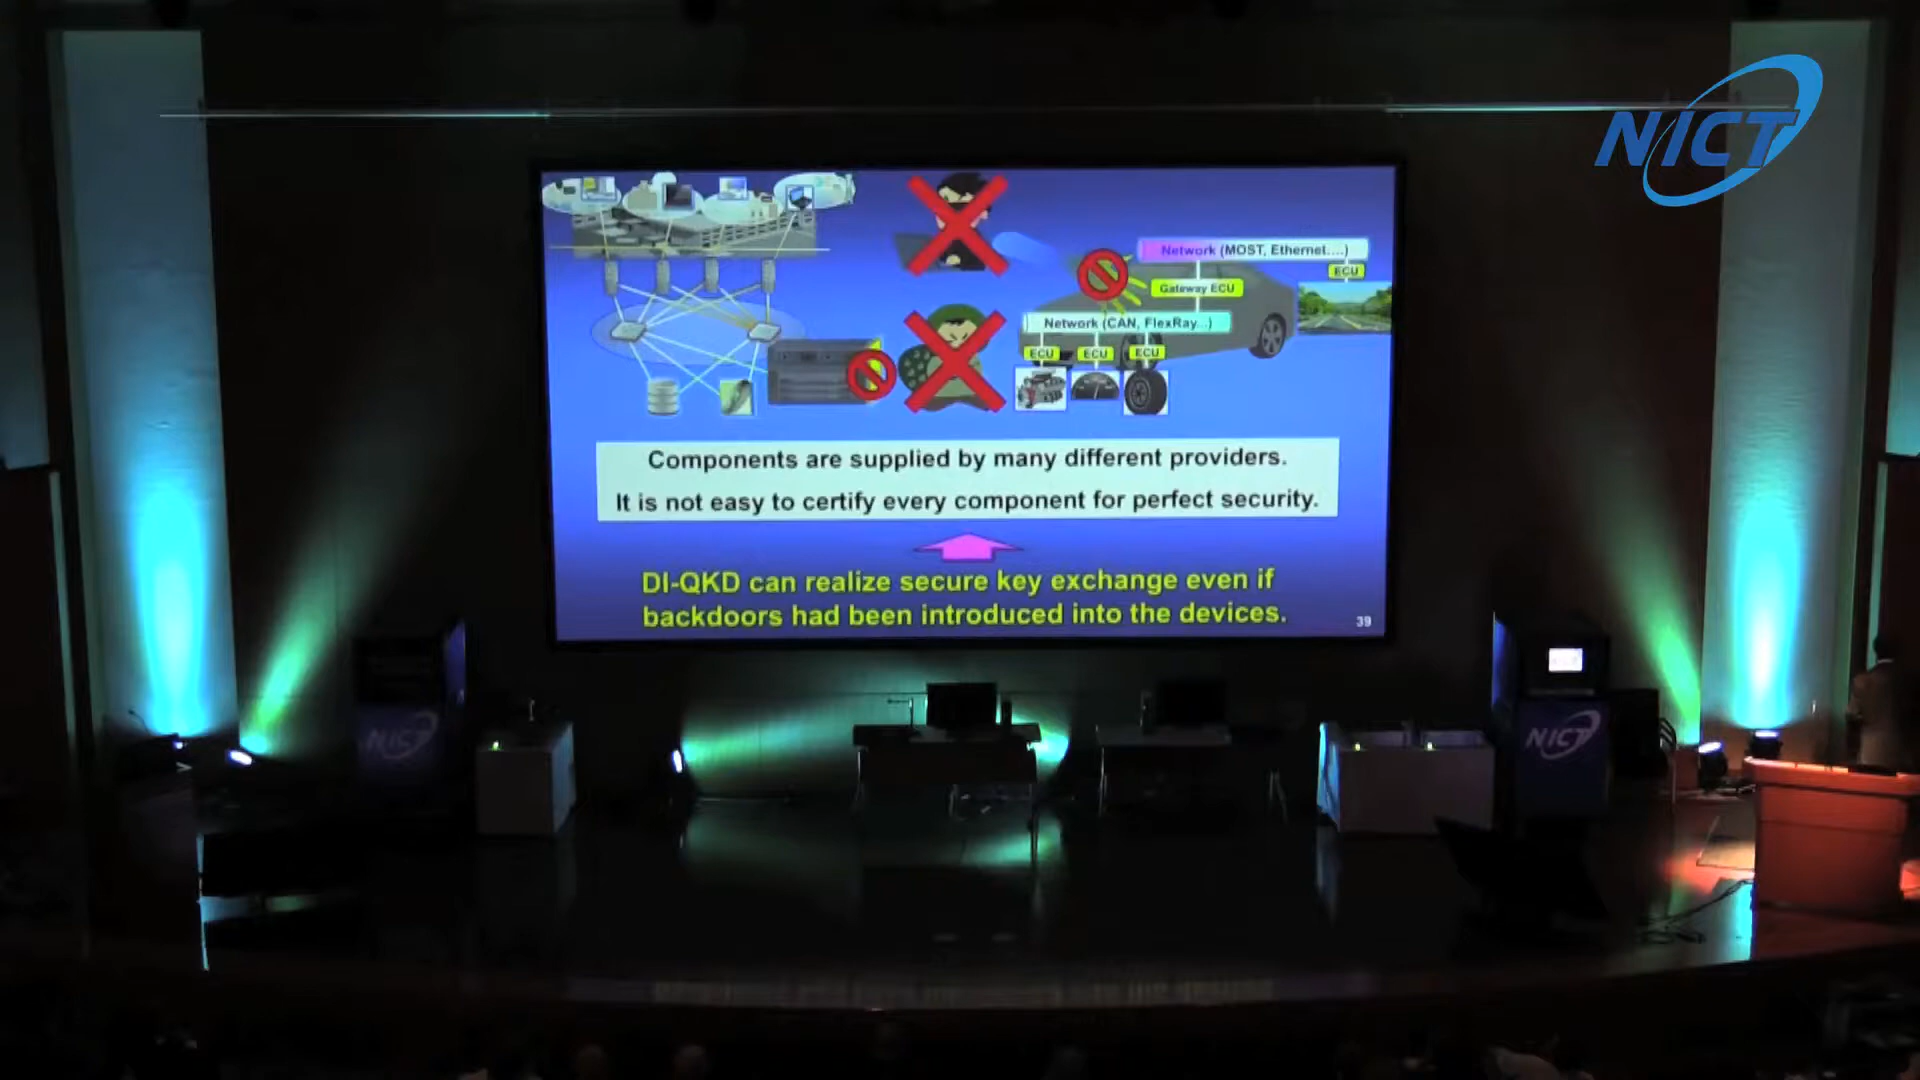 NICT
Network (MOST, Ethernet....)
ECU
Gateway ECU
Network (CAN, FlexRay...)
ECU
ECU
ECU
Components are supplied by many different providers.
It is not easy to certify every component for perfect security.
DI-QKD can realize secure key exchange even if
backdoors had been introduced into the devices.
39
NICT
NICT